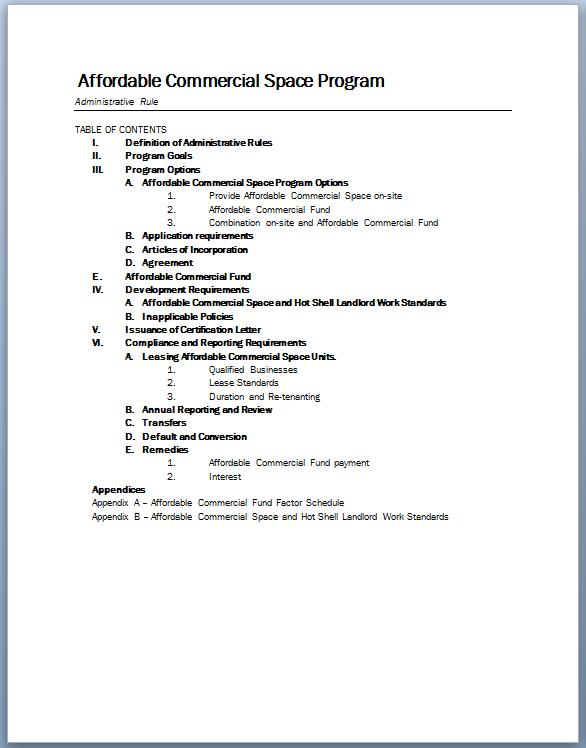 Affordable Commercial Space Program
Administrative Rule
TABLE OF CONTENTS
I. Definition of Administrative Rules
II. Program Goals
III. Program Options
A. Affordable Commercial Space Program Options
1. Provide Affordable Commercial Space on-site
2. Affordable Commercial Fund
3. Combination on-site and Affordable Commercial Fund
B. Application requirements
C. Articles of Incorporation
D. Agreement
E. Affordable Commercial Fund
IV. Development Requirements
A. Affordable Commercial Space and Hot Shell Landlord Work Standards
B. Inapplicable Policies
V. Issuance of Certification Letter
VI. Compliance and Reporting Requirements
A. Leasing Affordable Commercial Space Units.
1. Qualified Businesses
2. Lease Standards
3. Duration and Re-tenanting
B. Annual Reporting and Review
C. Transfers
D. Default and Conversion
E. Remedies
1. Affordable Commercial Fund payment
2. Interest
Appendices
Appendix A – Affordable Commercial Fund Factor Schedule
Appendix B – Affordable Commercial Space and Hot Shell Landlord Work Standards